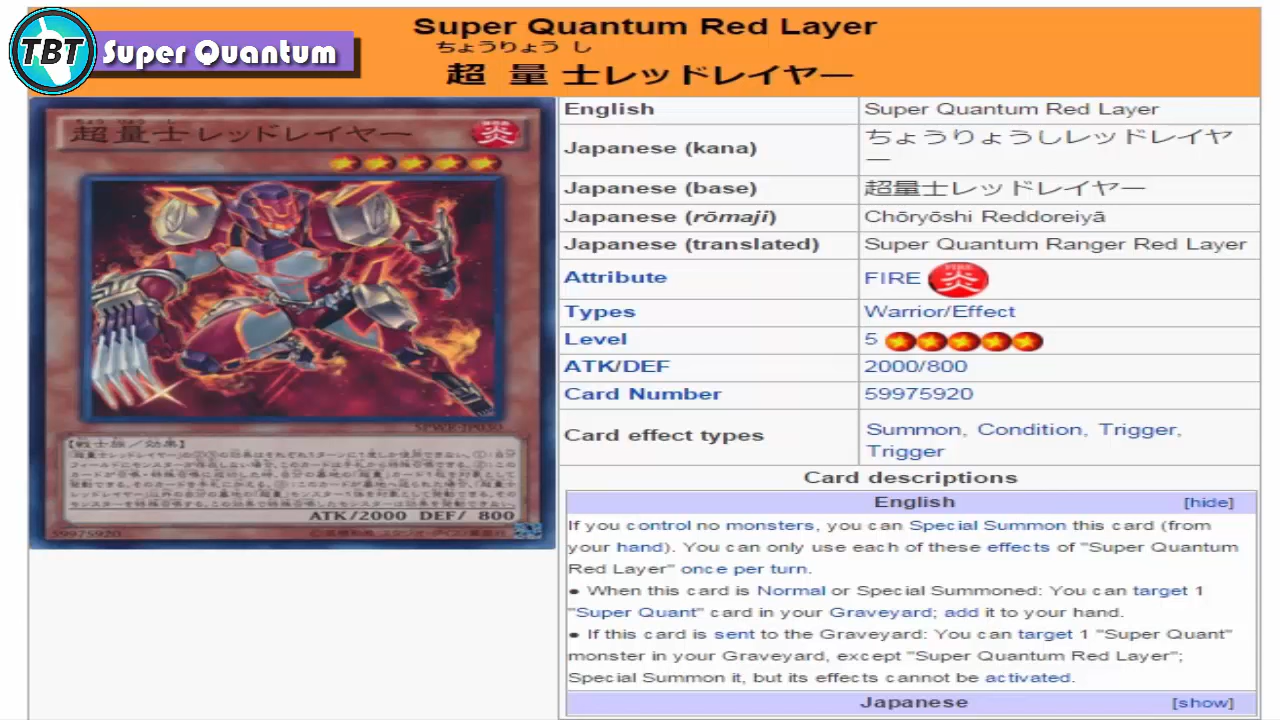 TBT Super Quantum
Super Quantum Red Layer
ちょうりょう し
超 量 士レッドレイヤー
超量士レッドレイヤー
炎
SPWR-JP030
【戦士族／効果】
ATK/2000 DEF/ 800
59975920
English Super Quantum Red Layer
Japanese (kana) ちょうりょうしレッドレイヤ
ー
Japanese (base) 超量士レッドレイヤー
Japanese (rōmaji) Chōryōshi Reddoreiyā
Japanese (translated) Super Quantum Ranger Red Layer
Attribute FIRE FIRE 炎
Types Warrior/Effect
Level 5
ATK/DEF 2000/800
Card Number 59975920
Card effect types Summon, Condition, Trigger,
Trigger
Card descriptions
English [hide]
If you control no monsters, you can Special Summon this card (from
your hand). You can only use each of these effects of "Super Quantum
Red Layer" once per turn.
● When this card is Normal or Special Summoned: You can target 1
"Super Quant" card in your Graveyard; add it to your hand.
● If this card is sent to the Graveyard: You can target 1 "Super Quant"
monster in your Graveyard, except "Super Quantum Red Layer";
Special Summon it, but its effects cannot be activated.
Japanese [show]